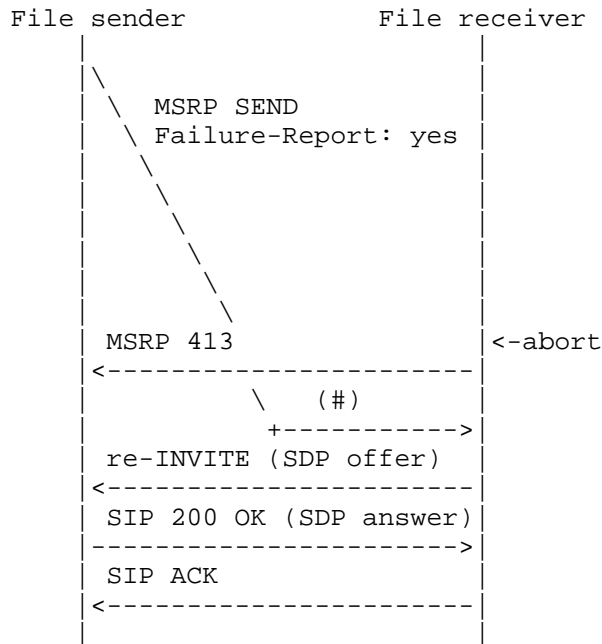 File sender File receiver
MSRP SEND
Failure-Report: yes
MSRP 413 <-abort
(#)
re-INVITE (SDP offer)
SIP 200 OK (SDP answer)
SIP ACK